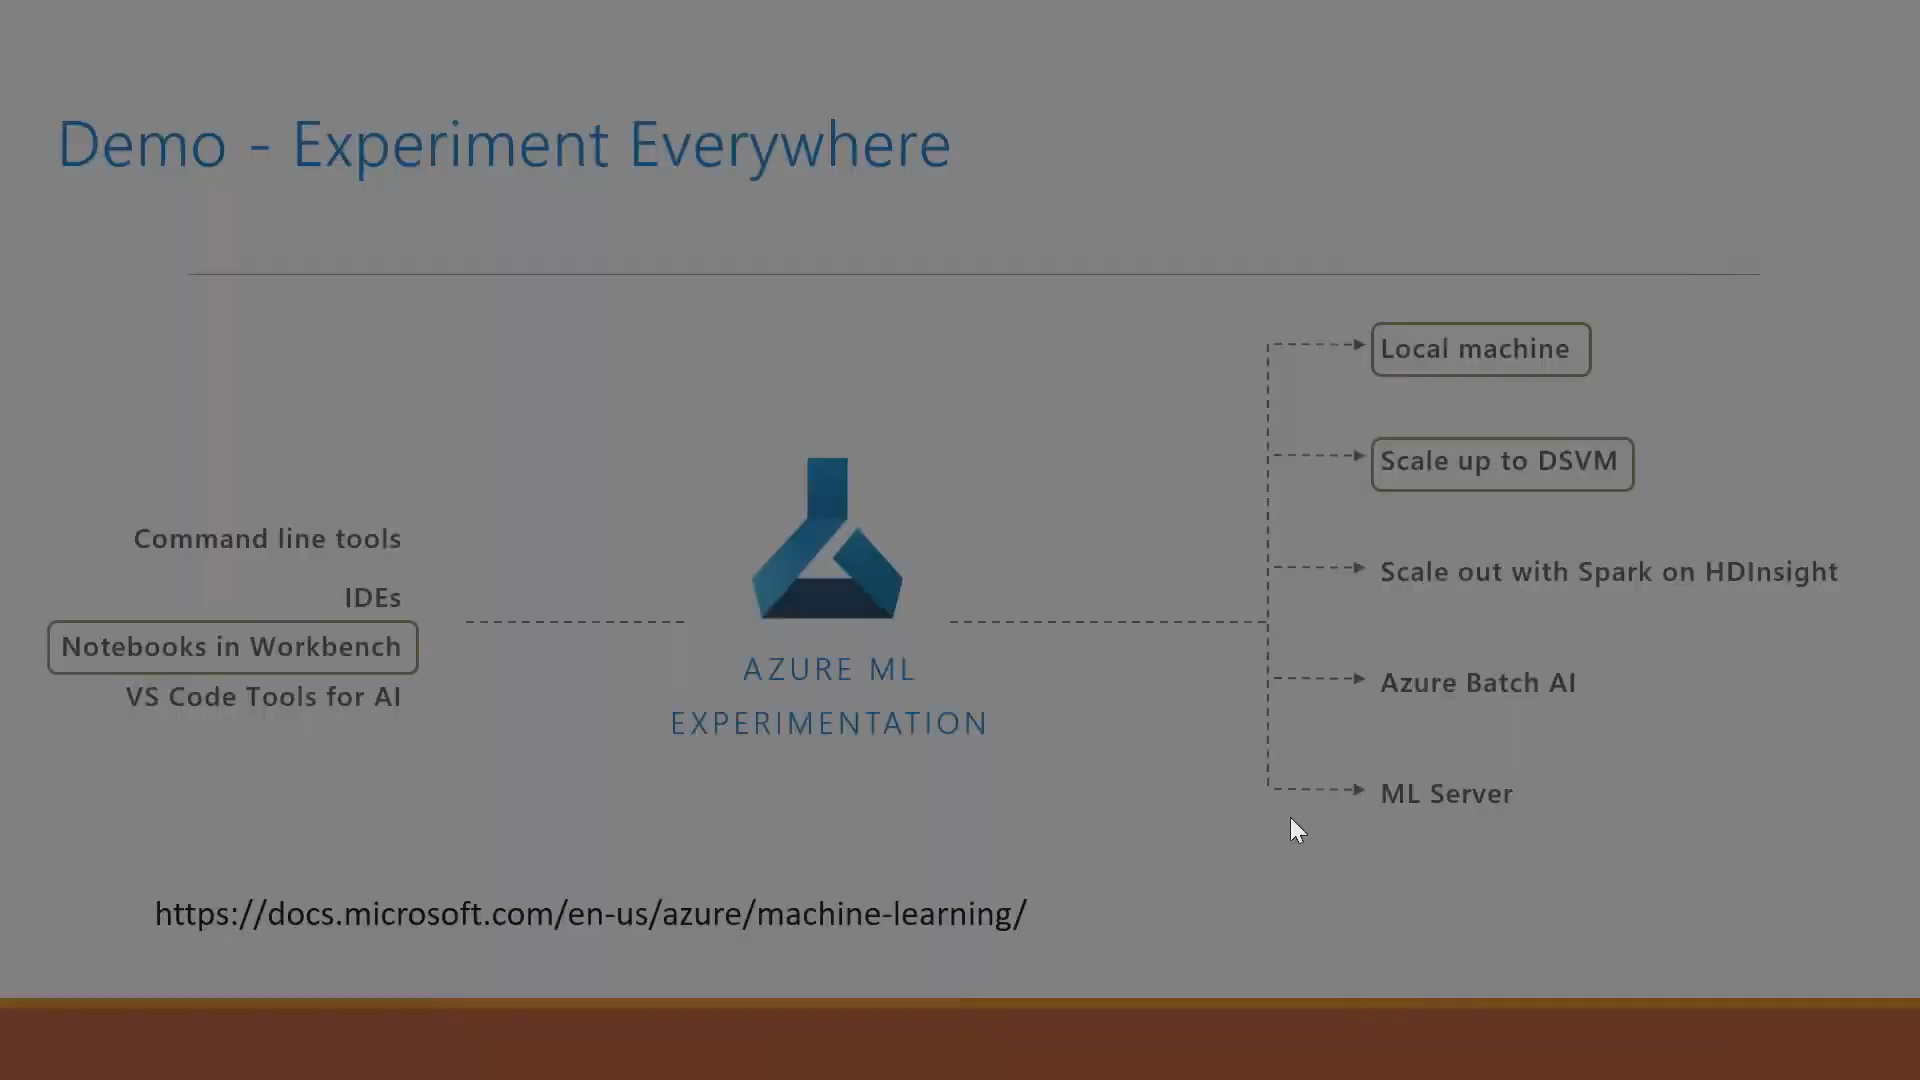 Demo - Experiment Everywhere
Command line tools
IDEs
Notebooks in Workbench
VS Code Tools for AI
AZURE ML
EXPERIMENTATION
Local machine
Scale up to DSVM
Scale out with Spark on HDInsight
Azure Batch AI
ML Server
https://docs.microsoft.com/en-us/azure/machine-learning/